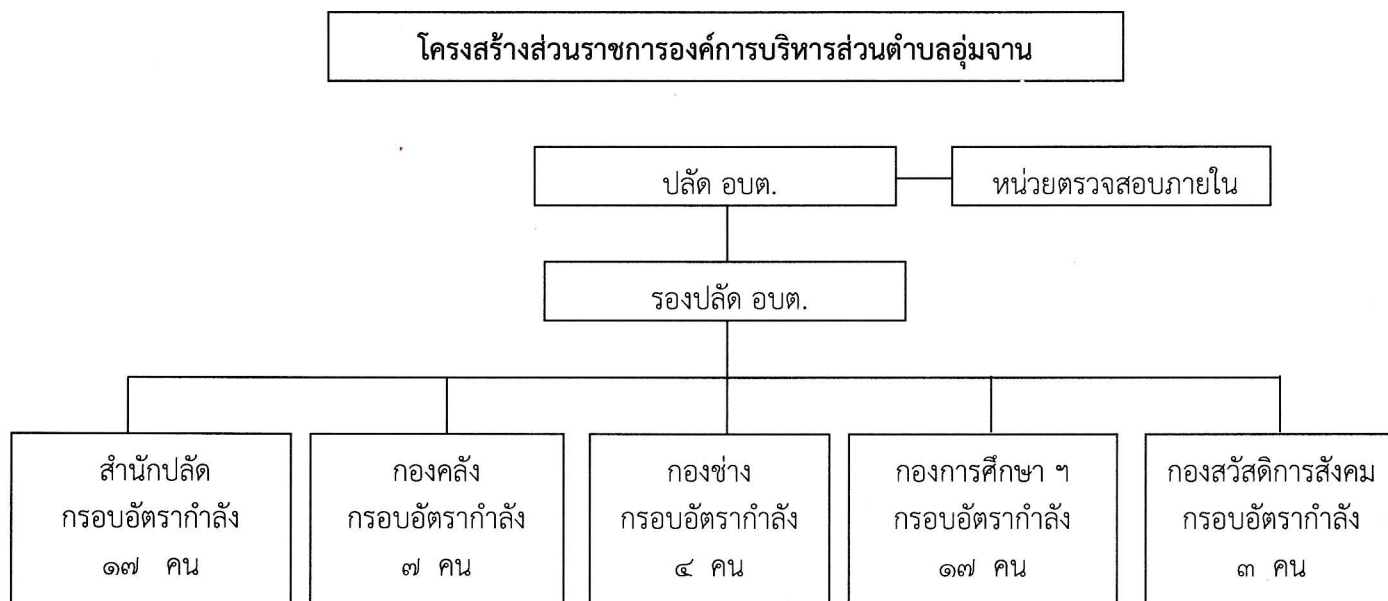 โครงสร้างส่วนราชการองค์การบริหารส่วนตำบลอุ่มจาน
ปลัด อบต.
หน่วยตรวจสอบภายใน
รองปลัด อบต.
สำนักปลัด
กรอบอัตรากำลัง
๑๗ คน
กองคลัง
กรอบอัตรากำลัง
๗ คน
กองช่าง
กรอบอัตรากำลัง
๔ คน
กองการศึกษา ฯ
กรอบอัตรากำลัง
๑๗ คน
กองสวัสดิการสังคม
กรอบอัตรากำลัง
๓ คน